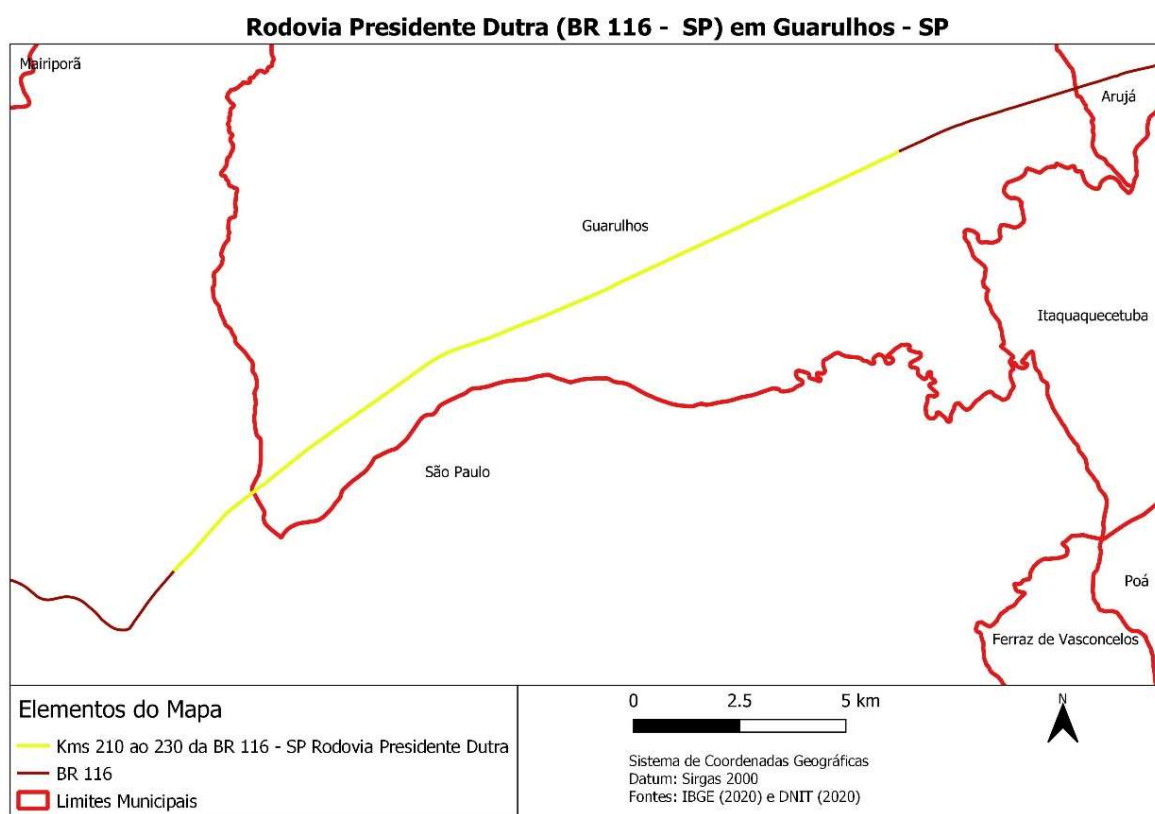 Rodovia Presidente Dutra (BR 116 - SP) em Guarulhos - SP
Mairiporã
Arujá
Guarulhos
Itaquaquecetuba
São Paulo
Poá
Ferraz de Vasconcelos
Elementos do Mapa
Kms 210 ao 230 da BR 116 - SP Rodovia Presidente Dutra
BR 116
Limites Municipais
0 2.5 5 km
N
Sistema de Coordenadas Geográficas
Datum: Sirgas 2000
Fontes: IBGE (2020) e DNIT (2020)